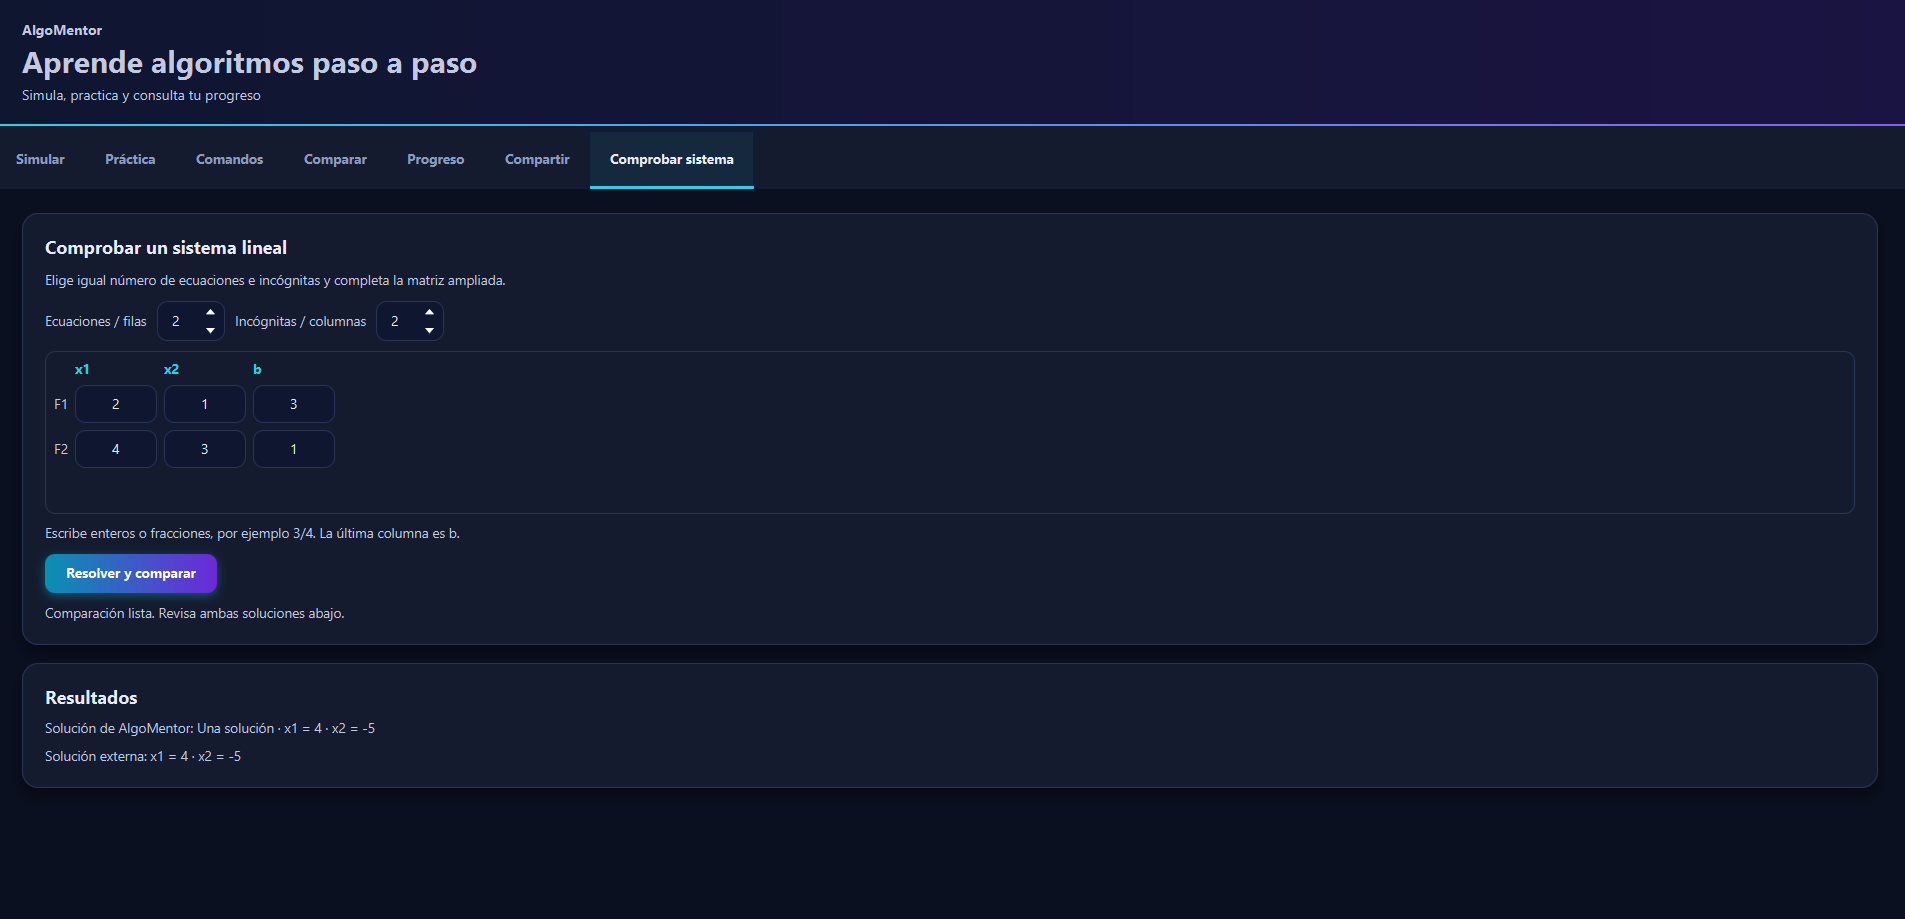 AlgoMentor
Aprende algoritmos paso a paso
Simula, practica y consulta tu progreso
Simular Práctica Comandos Comparar Progreso Compartir Comprobar sistema
Comprobar un sistema lineal
Elige igual número de ecuaciones e incógnitas y completa la matriz ampliada.
Ecuaciones / filas 2 Incógnitas / columnas 2
x1 x2 b
F1 2 1 3
F2 4 3 1
Escribe enteros o fracciones, por ejemplo 3/4. La última columna es b.
Resolver y comparar
Comparación lista. Revisa ambas soluciones abajo.
Resultados
Solución de AlgoMentor: Una solución · x1 = 4 · x2 = -5
Solución externa: x1 = 4 · x2 = -5